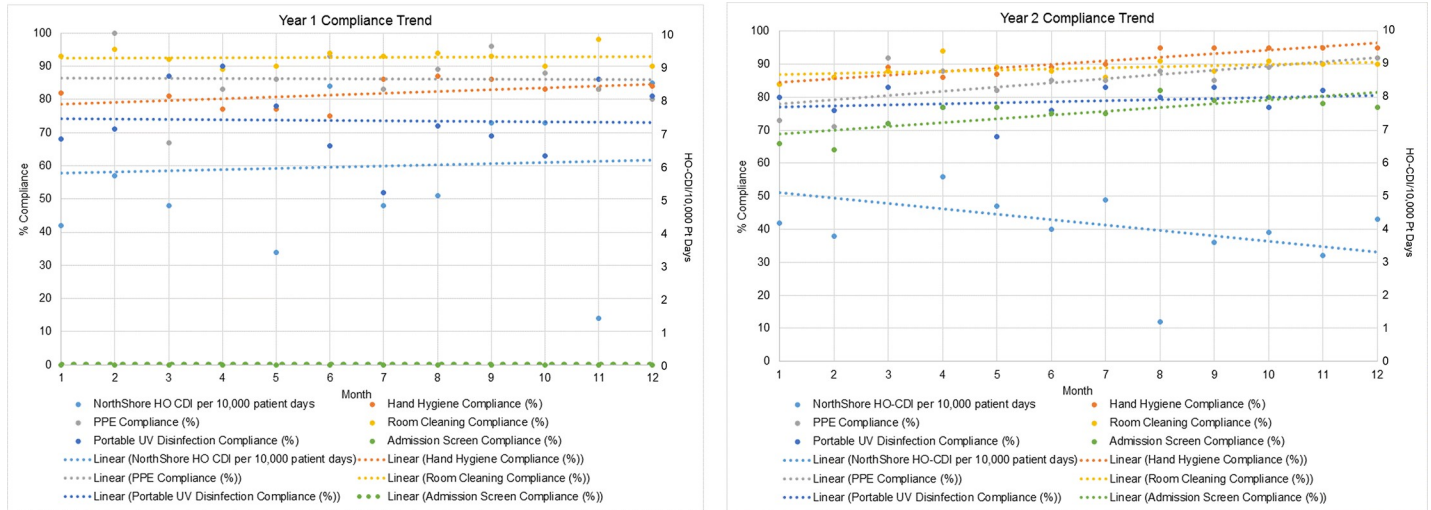 Year 1 Compliance Trend
100
90
80
70
60
50
40
30
20
10
0
% Compliance
10
9
8
7
6
5
4
3
2
1
0
HO-CDI/10,000 Pt Days
1 2 3 4 5 6 7 8 9 10 11 12
Month
NorthShore HO CDI per 10,000 patient days
Hand Hygiene Compliance (%)
PPE Compliance (%)
Room Cleaning Compliance (%)
Portable UV Disinfection Compliance (%)
Admission Screen Compliance (%)
Linear (NorthShore HO CDI per 10,000 patient days)
Linear (Hand Hygiene Compliance (%))
Linear (PPE Compliance (%))
Linear (Room Cleaning Compliance (%))
Linear (Portable UV Disinfection Compliance (%))
Linear (Admission Screen Compliance (%))
Year 2 Compliance Trend
100
90
80
70
60
50
40
30
20
10
0
% Compliance
10
9
8
7
6
5
4
3
2
1
0
HO-CDI/10,000 Pt Days
1 2 3 4 5 6 7 8 9 10 11 12
Month
NorthShore HO-CDI per 10,000 patient days
Hand Hygiene Compliance (%)
PPE Compliance (%)
Room Cleaning Compliance (%)
Portable UV Disinfection Compliance (%)
Admission Screen Compliance (%)
Linear (NorthShore HO-CDI per 10,000 patient days)
Linear (Hand Hygiene Compliance (%))
Linear (PPE Compliance (%))
Linear (Room Cleaning Compliance (%))
Linear (Portable UV Disinfection Compliance (%))
Linear (Admission Screen Compliance (%))